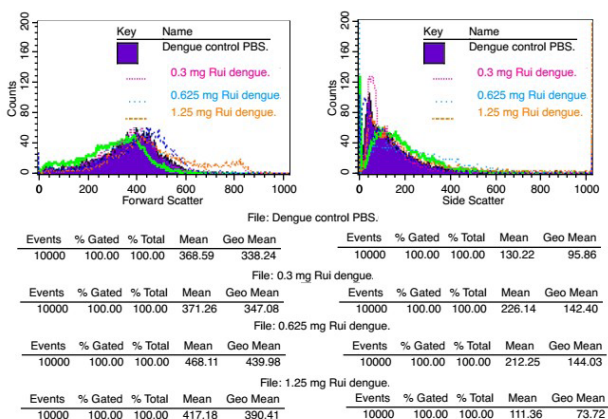 Key Name
Dengue control PBS.
0.3 mg Rui dengue.
0.625 mg Rui dengue.
1.25 mg Rui dengue.
Counts
200
160
120
80
40
0
0 200 400 600 800 1000
Forward Scatter
Key Name
Dengue control PBS.
0.3 mg Rui dengue.
0.625 mg Rui dengue
1.25 mg Rui dengue.
Counts
200
160
120
80
40
0
0 200 400 600 800 1000
Side Scatter
File: Dengue control PBS.
Events % Gated % Total Mean Geo Mean
10000 100.00 100.00 368.59 338.24
Events % Gated % Total Mean Geo Mean
10000 100.00 100.00 130.22 95.86
File: 0.3 mg Rui dengue.
Events % Gated % Total Mean Geo Mean
10000 100.00 100.00 371.26 347.08
Events % Gated % Total Mean Geo Mean
10000 100.00 100.00 226.14 142.40
File: 0.625 mg Rui dengue.
Events % Gated % Total Mean Geo Mean
10000 100.00 100.00 468.11 439.98
Events % Gated % Total Mean Geo Mean
10000 100.00 100.00 212.25 144.03
File: 1.25 mg Rui dengue.
Events % Gated % Total Mean Geo Mean
10000 100.00 100.00 417.18 390.41
Events % Gated % Total Mean Geo Mean
10000 100.00 100.00 111.36 73.72